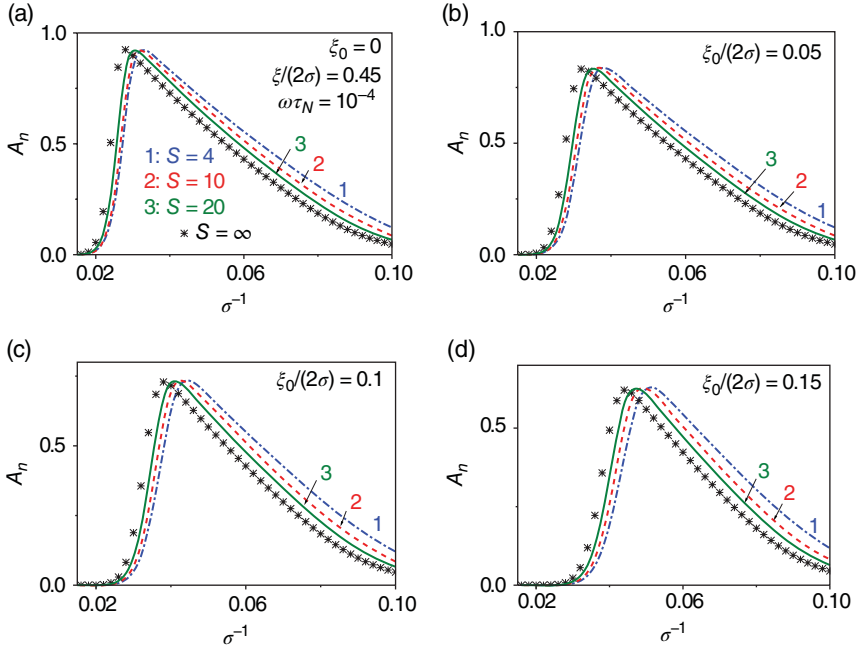 (a)
1.0
0.5
0.0
Aₙ
ξ₀ = 0
ξ/(2σ) = 0.45
ωτ_N = 10⁻⁴
1: S = 4
2: S = 10
3: S = 20
* S = ∞
3
2
1
0.02 0.06 0.10
σ⁻¹
(b)
1.0
0.5
0.0
Aₙ
ξ₀/(2σ) = 0.05
3
2
1
0.02 0.06 0.10
σ⁻¹
(c)
0.5
0.0
Aₙ
ξ₀/(2σ) = 0.1
3
2
1
0.02 0.06 0.10
σ⁻¹
(d)
0.5
0.0
Aₙ
ξ₀/(2σ) = 0.15
3
2
1
0.02 0.06 0.10
σ⁻¹